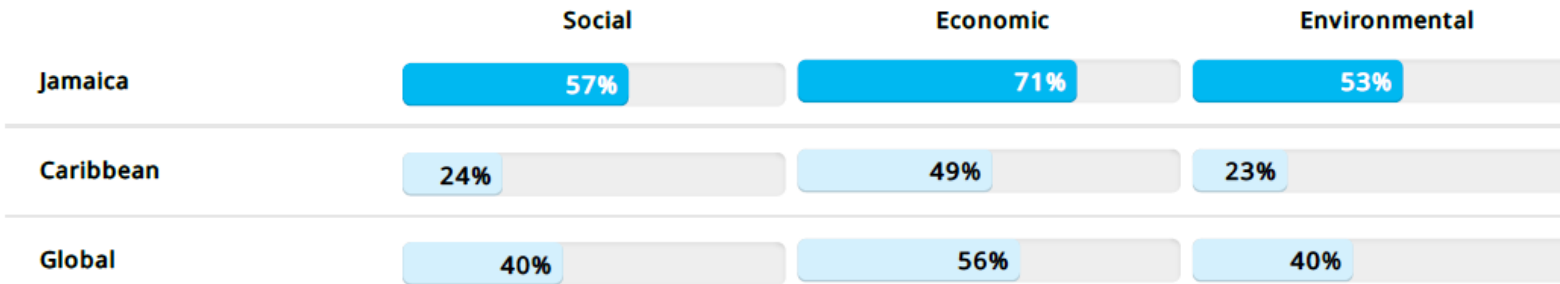 Social Economic Environmental
Jamaica 57% 71% 53%
Caribbean 24% 49% 23%
Global 40% 56% 40%